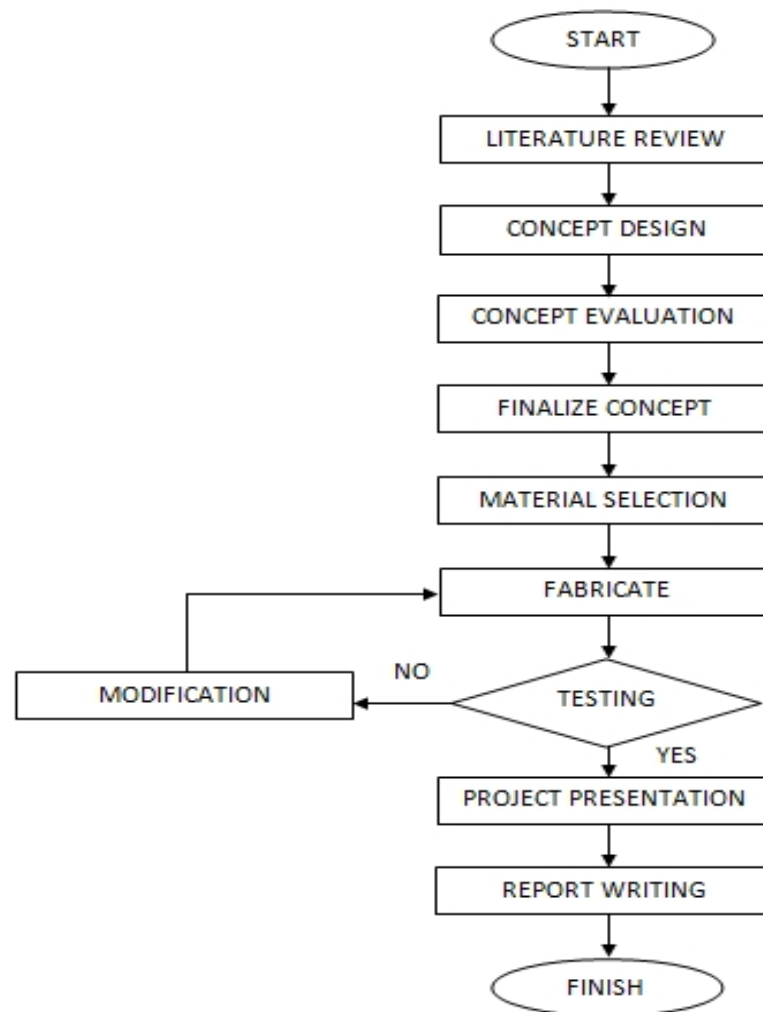 START
LITERATURE REVIEW
CONCEPT DESIGN
CONCEPT EVALUATION
FINALIZE CONCEPT
MATERIAL SELECTION
FABRICATE
NO
MODIFICATION
TESTING
YES
PROJECT PRESENTATION
REPORT WRITING
FINISH